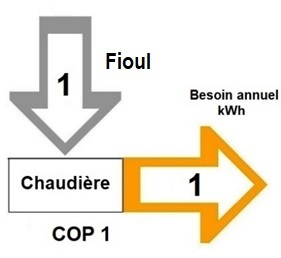 Fioul
1
Besoin annuel
kWh
Chaudière
1
COP 1